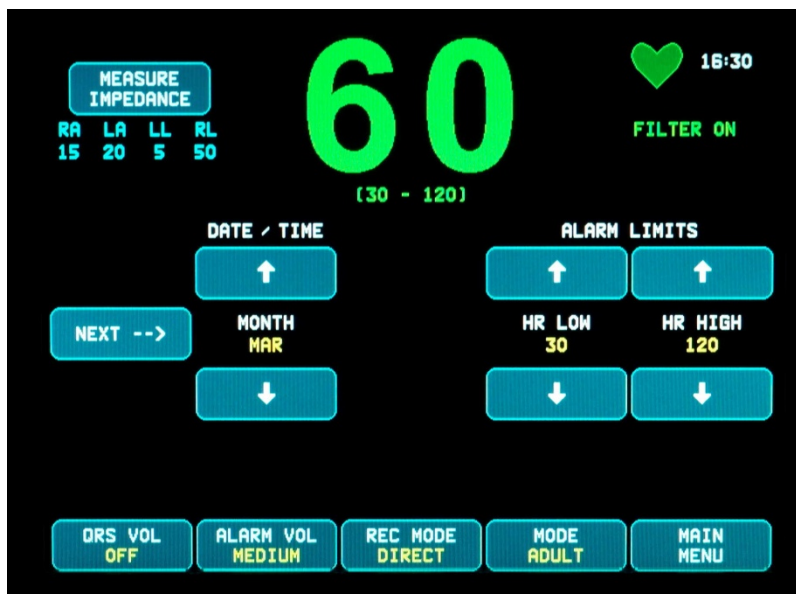 MEASURE
IMPEDANCE
RA LA LL RL
15 20 5 50
60
(30 - 120)
16:30
FILTER ON
DATE / TIME
ALARM LIMITS
NEXT -->
MONTH
MAR
HR LOW
30
HR HIGH
120
QRS VOL
OFF
ALARM VOL
MEDIUM
REC MODE
DIRECT
MODE
ADULT
MAIN
MENU